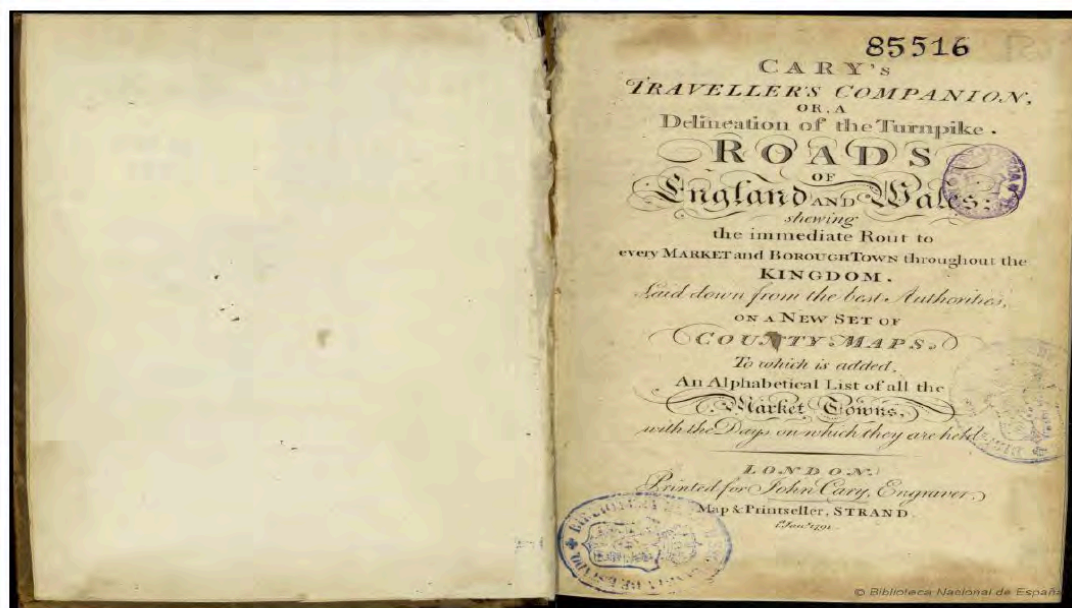 85516
CARY's
TRAVELLER'S COMPANION,
OR, A
Delineation of the Turnpike
ROADS
OF
England AND Wales;
shewing
the immediate Rout to
every MARKET and BOROUGH TOWN throughout the
KINGDOM.
Laid down from the best Authorities,
ON A NEW SET OF
COUNTY MAPS.
To which is added,
An Alphabetical List of all the
Market Towns,
with the Days on which they are held
LONDON:
Printed for John Cary, Engraver,
Map & Printseller, STRAND
1st Jany. 1791
© Biblioteca Nacional de España